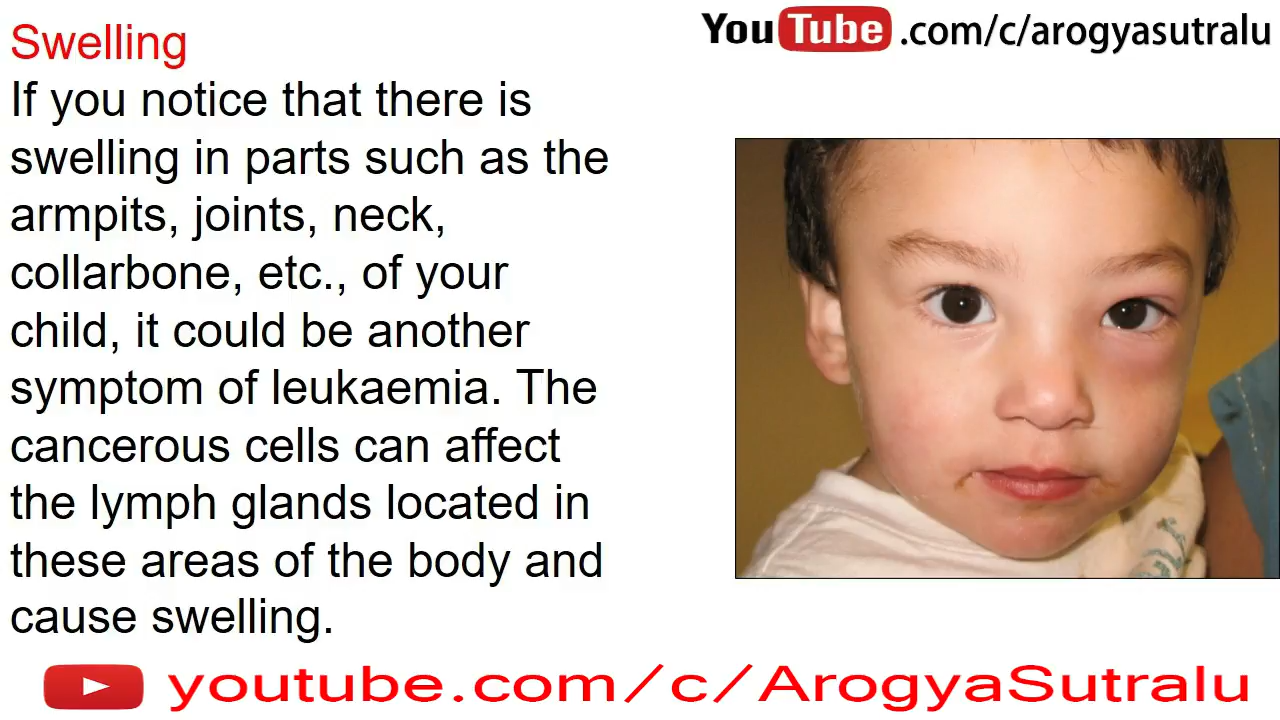 Swelling
YouTube.com/c/arogyasutralu
If you notice that there is
swelling in parts such as the
armpits, joints, neck,
collarbone, etc., of your
child, it could be another
symptom of leukaemia. The
cancerous cells can affect
the lymph glands located in
these areas of the body and
cause swelling.
youtube.com/c/ArogyaSutralu